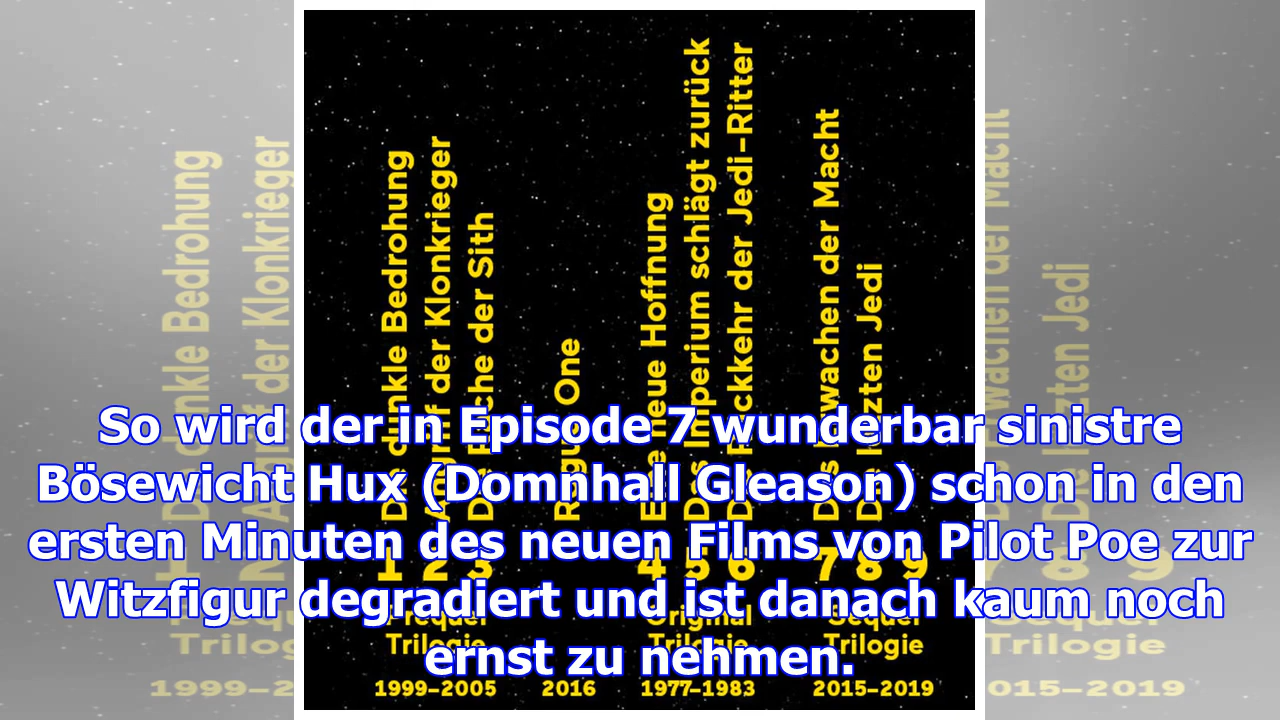 Die dunkle Bedrohung
Angriff der Klonkrieger
Die Rache der Sith
Rogue One
Eine neue Hoffnung
Das Imperium schlägt zurück
Die Rückkehr der Jedi-Ritter
Das Erwachen der Macht
Die letzten Jedi
So wird der in Episode 7 wunderbar sinistre
Bösewicht Hux (Domnhall Gleason) schon in den
ersten Minuten des neuen Films von Pilot Poe zur
Witzfigur degradiert und ist danach kaum noch
ernst zu nehmen.
1 2 3 4 5 6 7 8 9
Prequel Original Sequel
Trilogie Trilogie Trilogie
1999–2005 2016 1977–1983 2015–2019